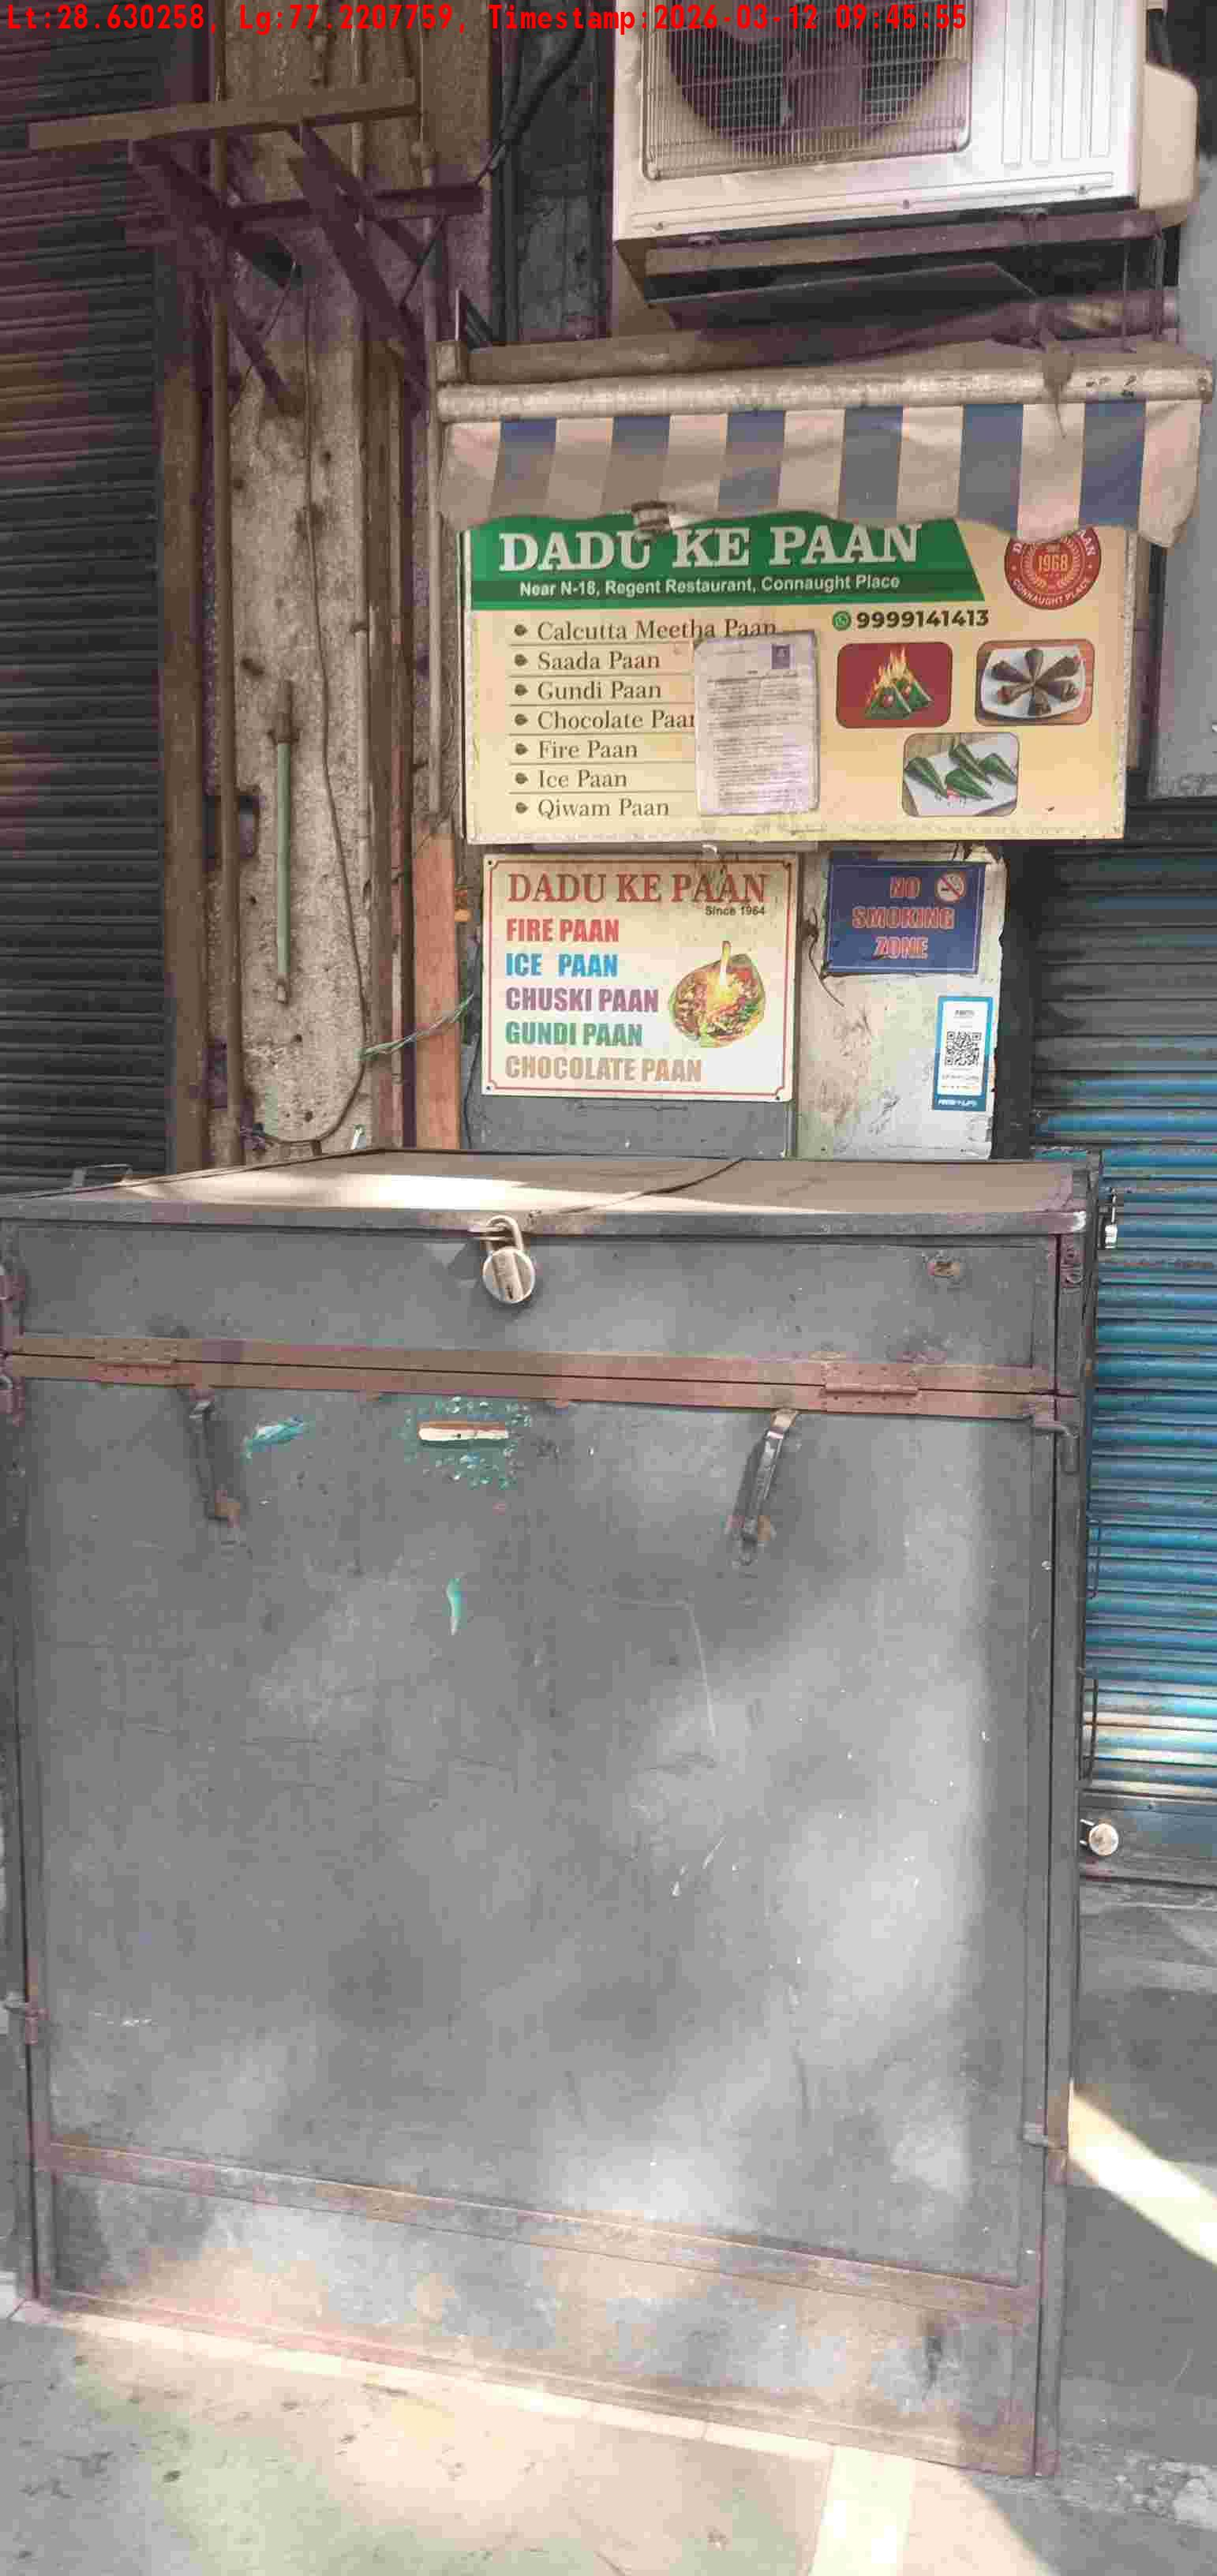 Lt:28.630258, Lg:77.2207759, Timestamp:2026-03-12 09:45:55
DADU KE PAAN
Near N-18, Regent Restaurant, Connaught Place
1968
CONNAUGHT PLACE
9999141413
Calcutta Meetha Paan
Saada Paan
Gundi Paan
Chocolate Paan
Fire Paan
Ice Paan
Qiwam Paan
DADU KE PAAN
Since 1964
FIRE PAAN
ICE PAAN
CHUSKI PAAN
GUNDI PAAN
CHOCOLATE PAAN
NO
SMOKING
ZONE